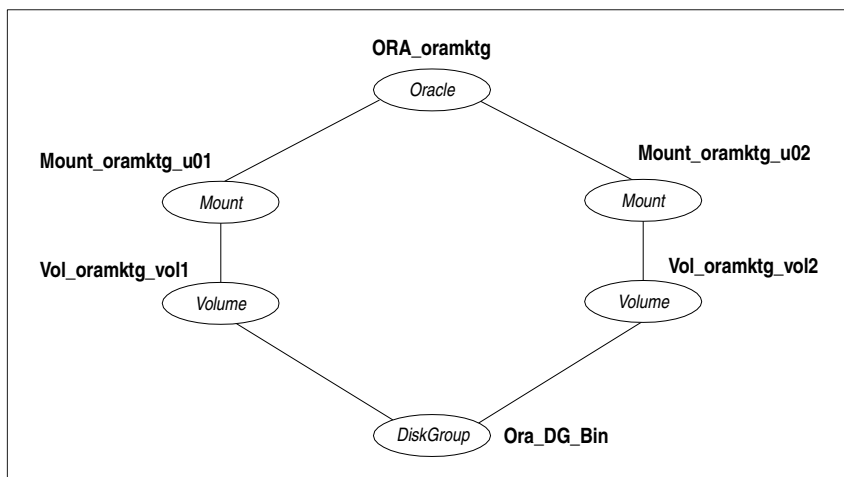 ORA_oramktg
Oracle
Mount_oramktg_u01
Mount_oramktg_u02
Mount
Mount
Vol_oramktg_vol1
Vol_oramktg_vol2
Volume
Volume
DiskGroup
Ora_DG_Bin